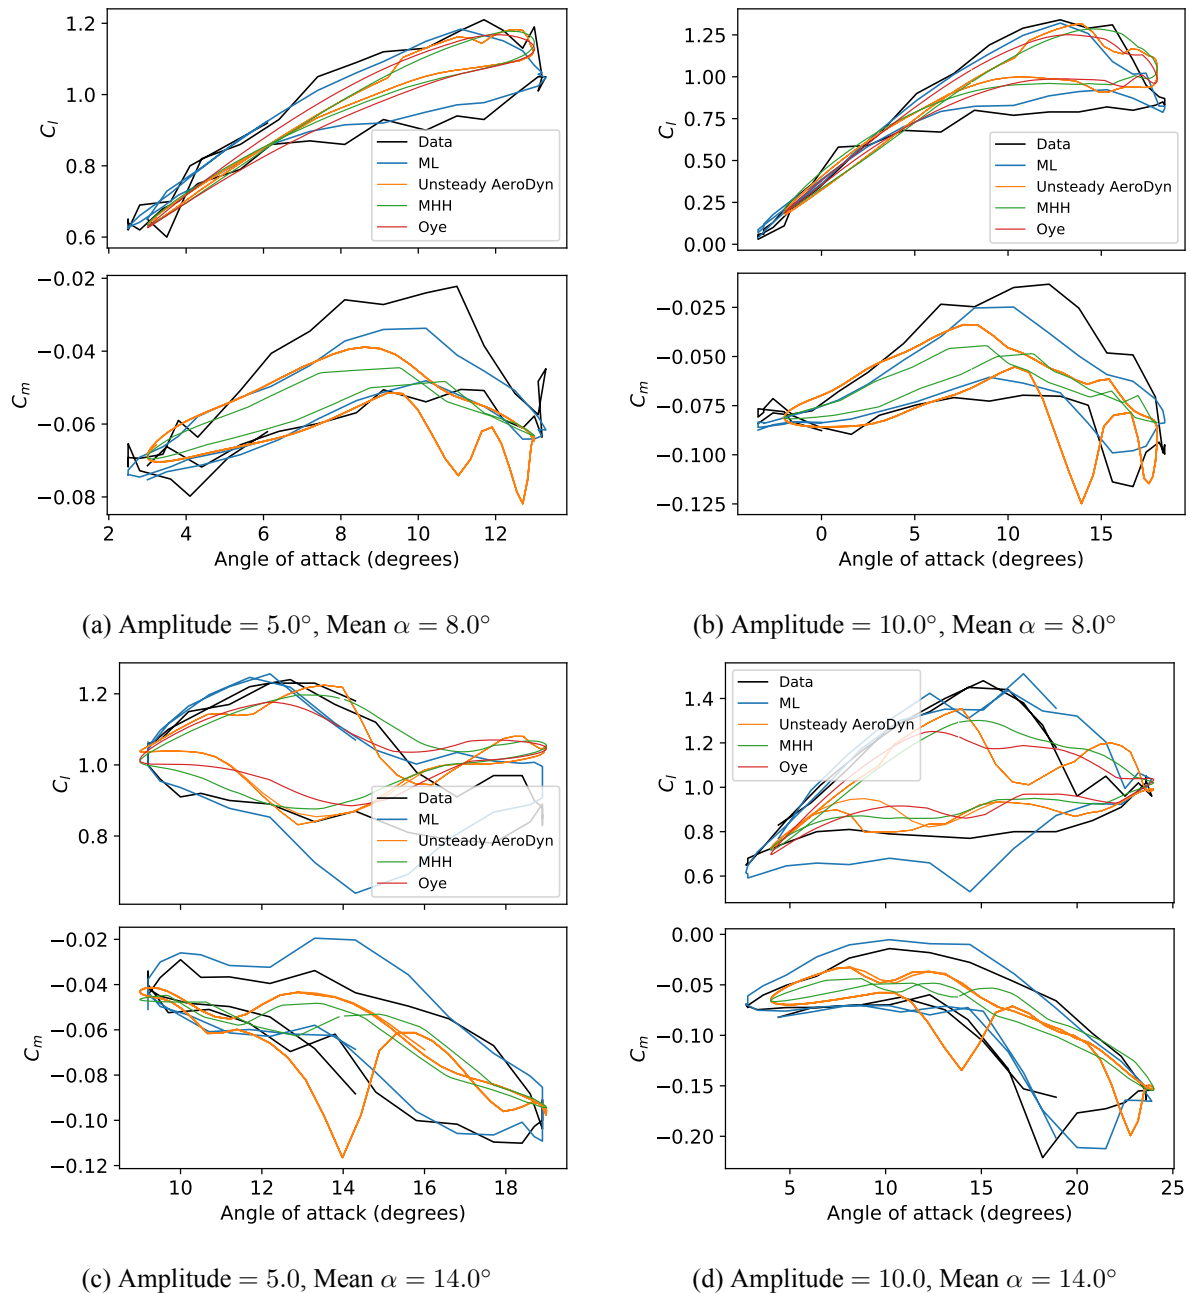 1.2
1.0
0.8
0.6
C_l
Data
ML
Unsteady AeroDyn
MHH
Oye
−0.02
−0.04
−0.06
−0.08
C_m
2 4 6 8 10 12
Angle of attack (degrees)
(a) Amplitude = 5.0°, Mean α = 8.0°
1.25
1.00
0.75
0.50
0.25
0.00
C_l
Data
ML
Unsteady AeroDyn
MHH
Oye
−0.025
−0.050
−0.075
−0.100
−0.125
C_m
0 5 10 15
Angle of attack (degrees)
(b) Amplitude = 10.0°, Mean α = 8.0°
1.2
1.0
0.8
C_l
Data
ML
Unsteady AeroDyn
MHH
Oye
−0.02
−0.04
−0.06
−0.08
−0.10
−0.12
C_m
10 12 14 16 18
Angle of attack (degrees)
(c) Amplitude = 5.0, Mean α = 14.0°
1.4
1.2
1.0
0.8
0.6
C_l
Data
ML
Unsteady AeroDyn
MHH
Oye
0.00
−0.05
−0.10
−0.15
−0.20
C_m
5 10 15 20 25
Angle of attack (degrees)
(d) Amplitude = 10.0, Mean α = 14.0°